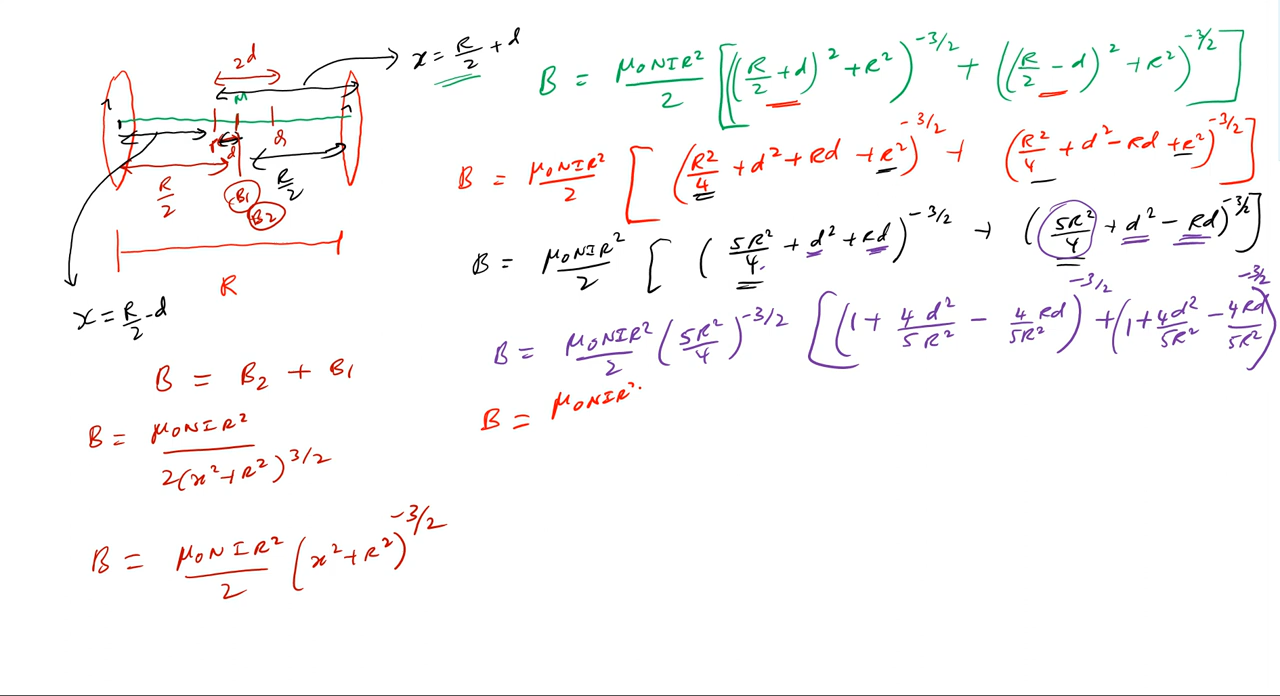 2d
x = R/2 + d
M
r
d
q
R/2
R/2
B1
B2
R
x = R/2 - d
B = B₂ + B₁
B = μ₀NIR² / 2(x² + R²)^3/2
B = μ₀NIR²/2 (x² + R²)^-3/2
B = μ₀NIR²/2 [((R/2 + d)² + R²)^-3/2 + ((R/2 - d)² + R²)^-3/2]
B = μ₀NIR²/2 [(R²/4 + d² + Rd + R²)^-3/2 + (R²/4 + d² - Rd + R²)^-3/2]
B = μ₀NIR²/2 [(5R²/4 + d² + Rd)^-3/2 + (5R²/4 + d² - Rd)^-3/2]
B = μ₀NIR²/2 (5R²/4)^-3/2 [(1 + 4d²/5R² - 4Rd/5R²)^-3/2 + (1 + 4d²/5R² - 4Rd/5R²)^-3/2
B = μ₀NIR²